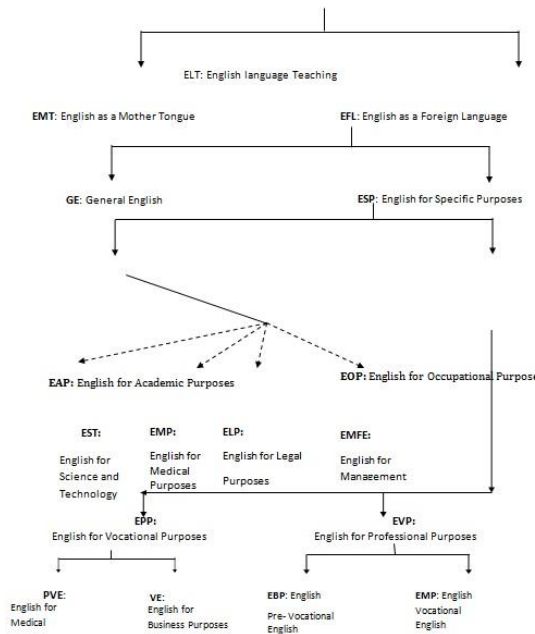 ELT: English language Teaching
EMT: English as a Mother Tongue
EFL: English as a Foreign Language
GE: General English
ESP: English for Specific Purposes
EAP: English for Academic Purposes
EOP: English for Occupational Purpose
EST:
English for
Science and
Technology
EMP:
English for
Medical
Purposes
ELP:
English for Legal
Purposes
EMFE:
English for
Management
EPP:
English for Vocational Purposes
EVP:
English for Professional Purposes
PVE:
English for
Medical
VE:
English for
Business Purposes
EBP: English
Pre- Vocational
English
EMP: English
Vocational
English